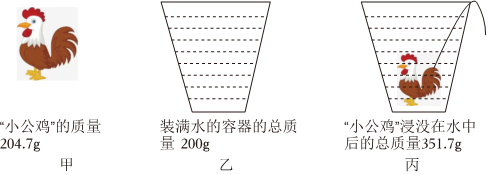 “小公鸡”的质量
204.7g
甲
装满水的容器的总质
量 200g
乙
“小公鸡”浸没在水中
后的总质量351.7g
丙